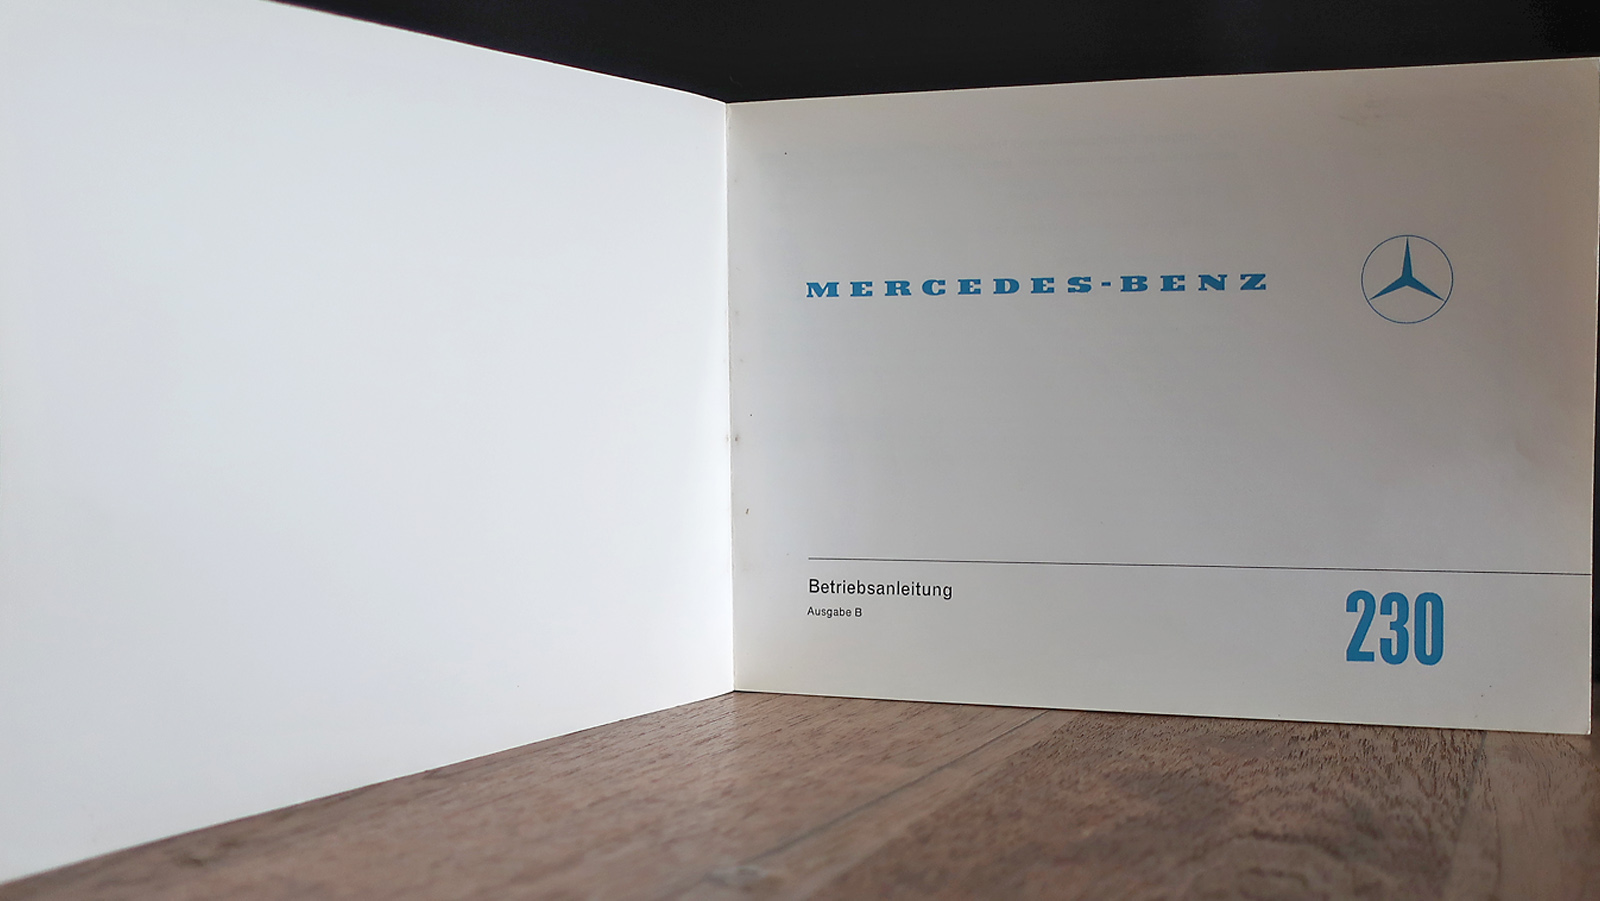 MERCEDES-BENZ
Betriebsanleitung
Ausgabe B
230